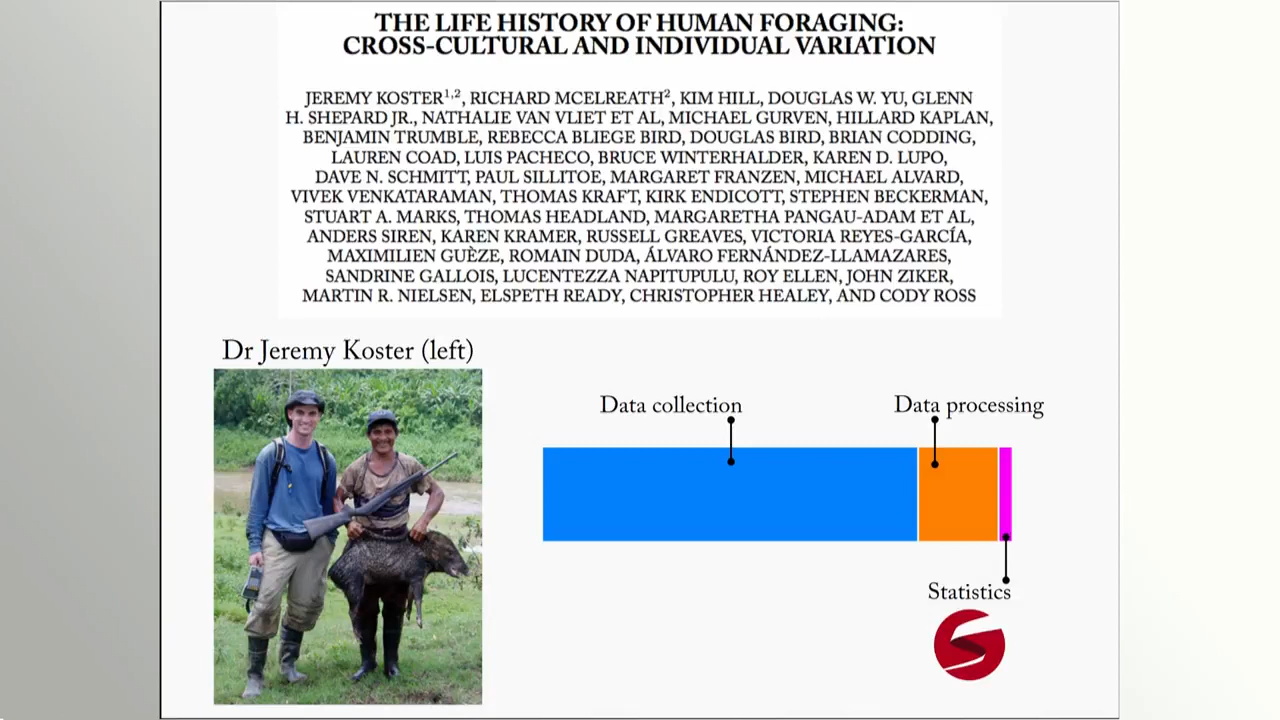 THE LIFE HISTORY OF HUMAN FORAGING:
CROSS-CULTURAL AND INDIVIDUAL VARIATION
JEREMY KOSTER1,2, RICHARD MCELREATH2, KIM HILL, DOUGLAS W. YU, GLENN
H. SHEPARD JR., NATHALIE VAN VLIET ET AL, MICHAEL GURVEN, HILLARD KAPLAN,
BENJAMIN TRUMBLE, REBECCA BLIEGE BIRD, DOUGLAS BIRD, BRIAN CODDING,
LAUREN COAD, LUIS PACHECO, BRUCE WINTERHALDER, KAREN D. LUPO,
DAVE N. SCHMITT, PAUL SILLITOE, MARGARET FRANZEN, MICHAEL ALVARD,
VIVEK VENKATARAMAN, THOMAS KRAFT, KIRK ENDICOTT, STEPHEN BECKERMAN,
STUART A. MARKS, THOMAS HEADLAND, MARGARETHA PANGAU-ADAM ET AL,
ANDERS SIREN, KAREN KRAMER, RUSSELL GREAVES, VICTORIA REYES-GARCÍA,
MAXIMILIEN GUÈZE, ROMAIN DUDA, ÁLVARO FERNÁNDEZ-LLAMAZARES,
SANDRINE GALLOIS, LUCENTEZZA NAPITUPULU, ROY ELLEN, JOHN ZIKER,
MARTIN R. NIELSEN, ELSPETH READY, CHRISTOPHER HEALEY, AND CODY ROSS
Dr Jeremy Koster (left)
Data collection
Data processing
Statistics